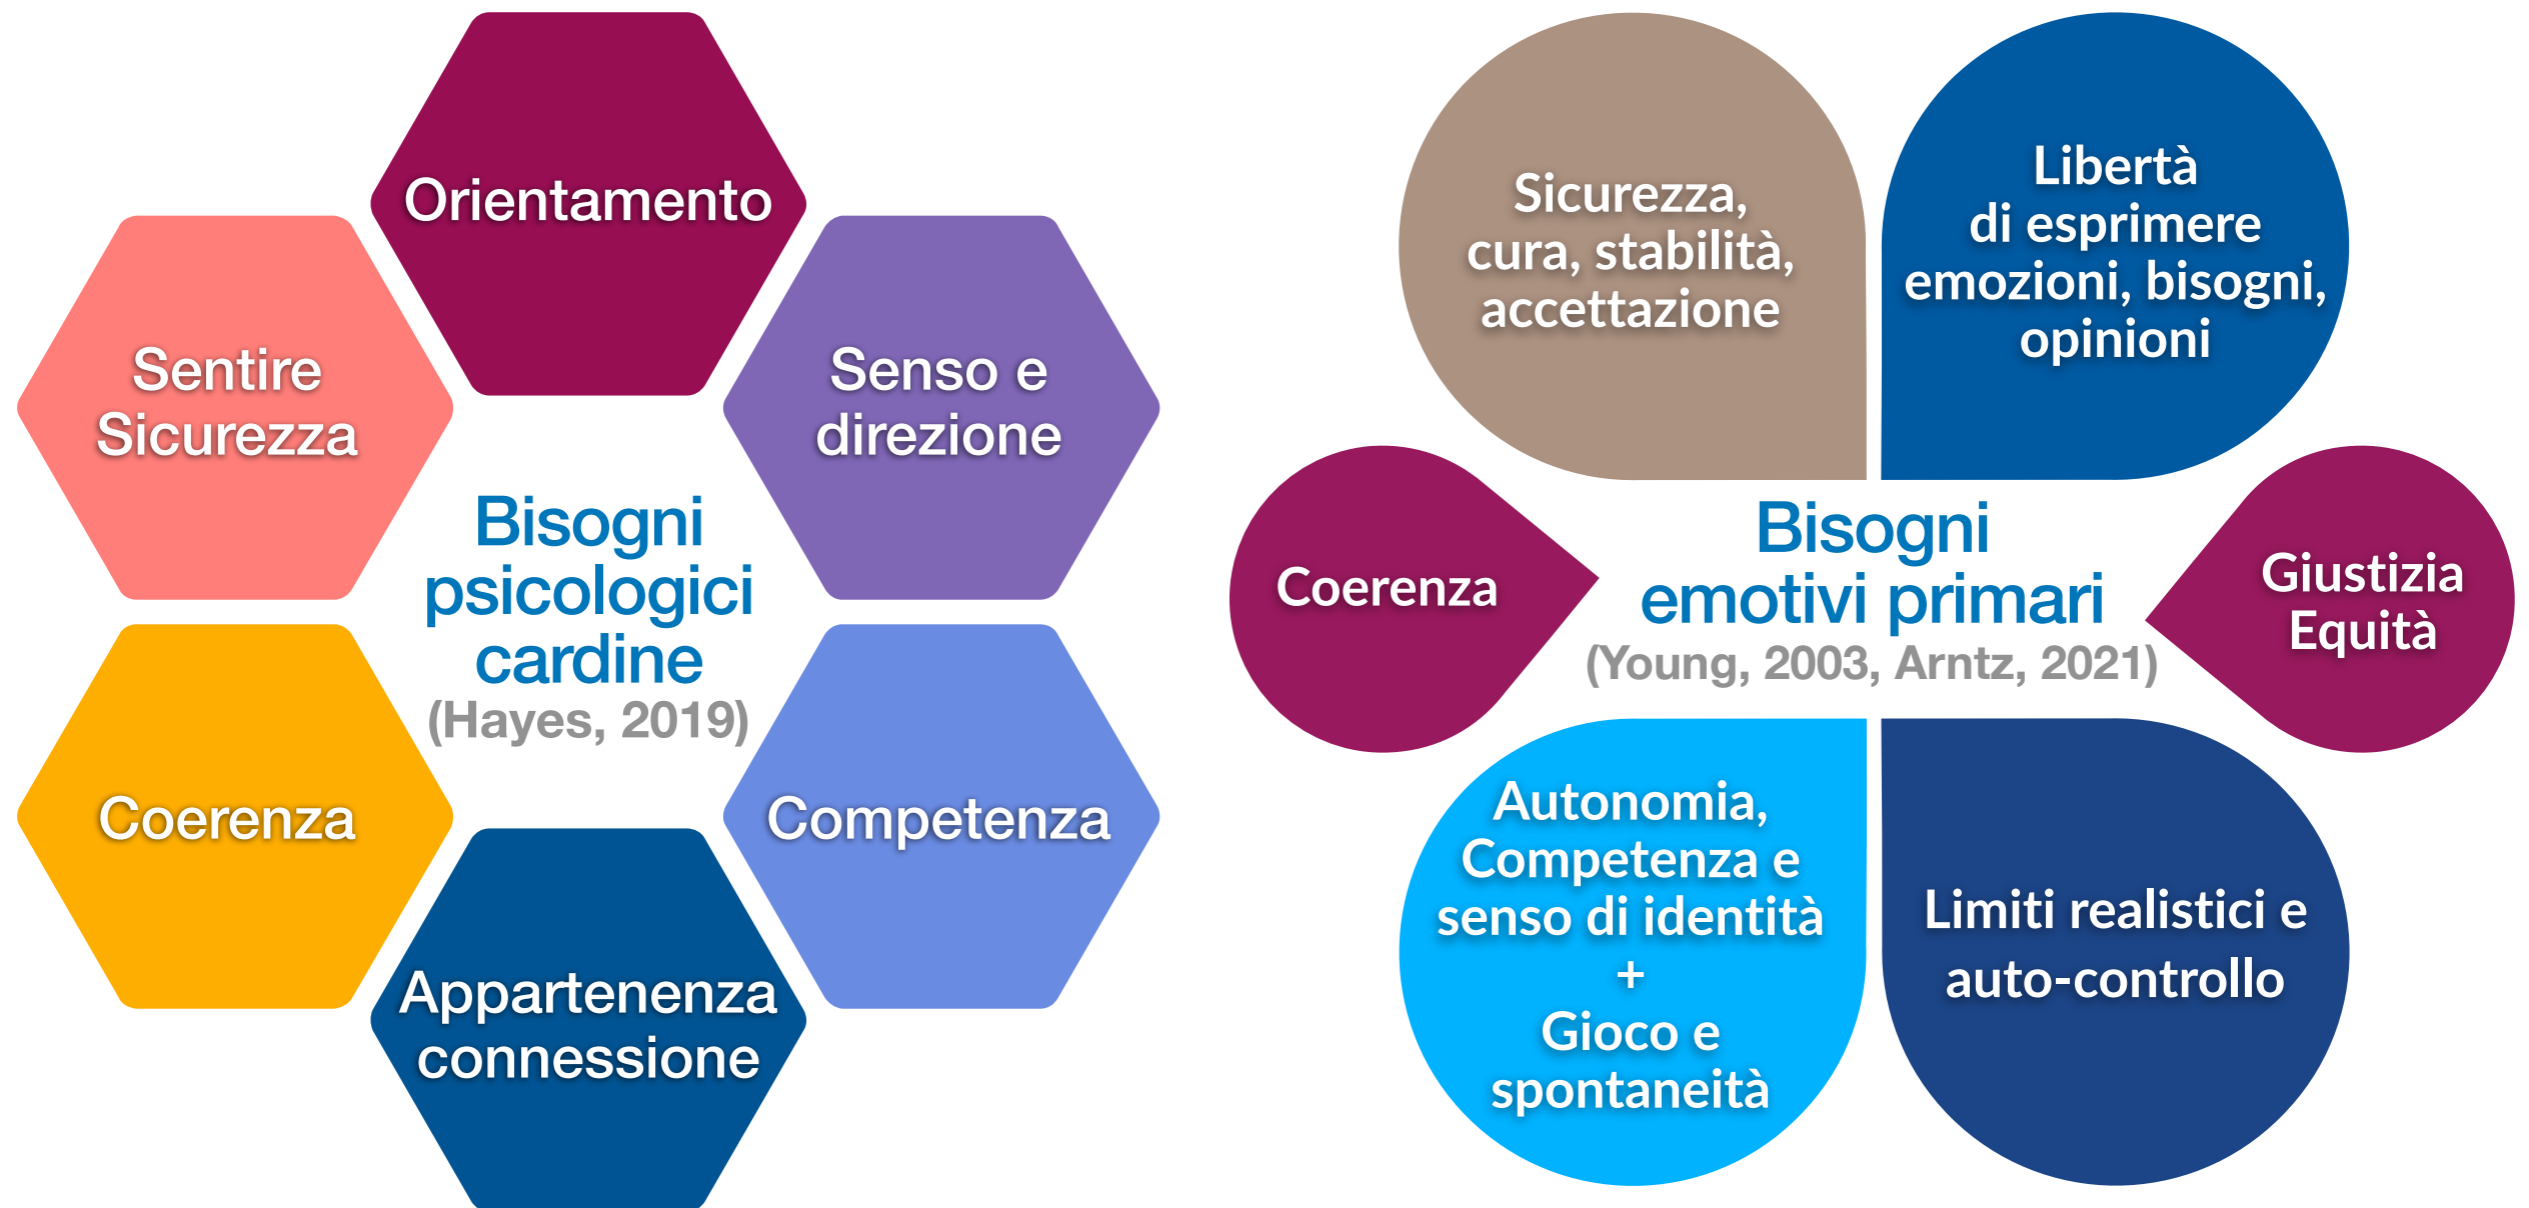 Orientamento
Sentire
Sicurezza
Senso e
direzione
Bisogni
psicologici
cardine
(Hayes, 2019)
Coerenza
Competenza
Appartenenza
connessione
Sicurezza,
cura, stabilità,
accettazione
Libertà
di esprimere
emozioni, bisogni,
opinioni
Coerenza
Bisogni
emotivi primari
(Young, 2003, Arntz, 2021)
Giustizia
Equità
Autonomia,
Competenza e
senso di identità
+
Gioco e
spontaneità
Limiti realistici e
auto-controllo